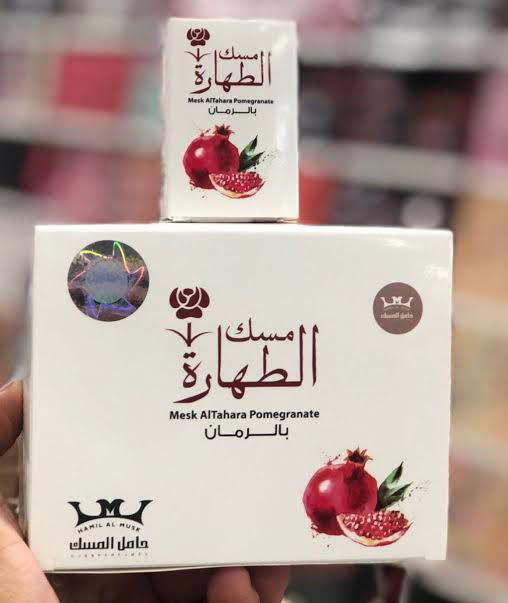 مسك
الطهارة
Mesk AlTahara Pomegranate
بالرمان
حامل المسك
مسك
الطهارة
Mesk AlTahara Pomegranate
بالرمان
HAMIL AL MUSK
حامل المسك